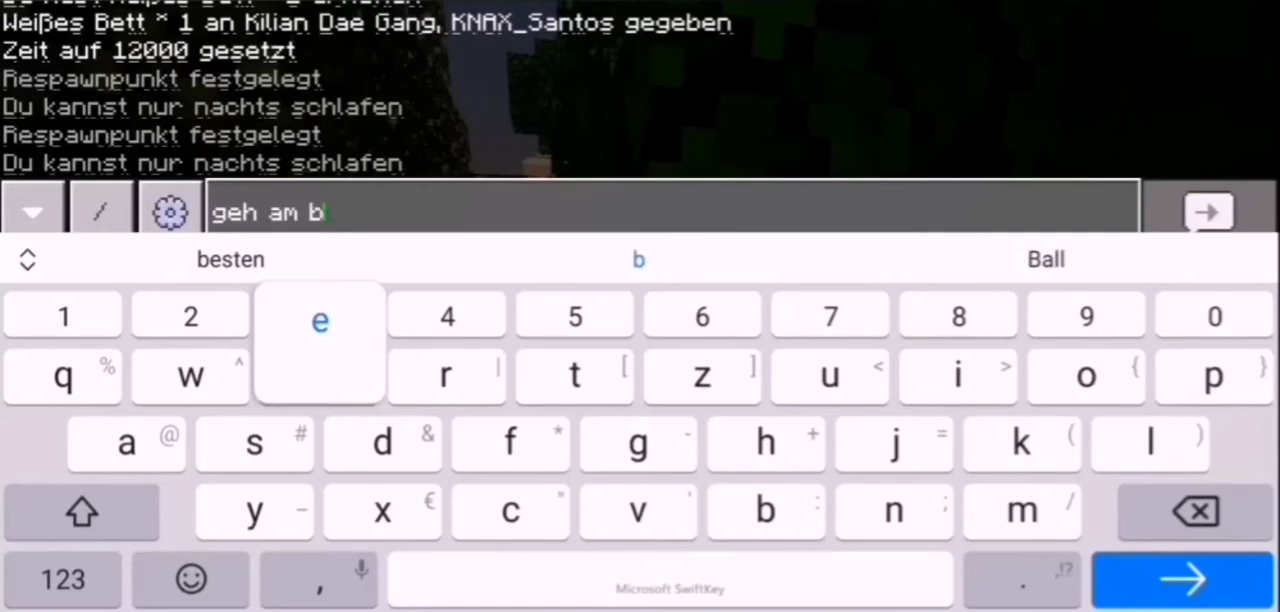 Weißes Bett * 1 an Kilian Dae Gang, KNAX_Santos gegeben
Zeit auf 12000 gesetzt
Respawnpunkt festgelegt
Du kannst nur nachts schlafen
Respawnpunkt festgelegt
Du kannst nur nachts schlafen
/ geh am b
besten b Ball
1 2 e 4 5 6 7 8 9 0
q % w ^ r | t [ z ] u < i > o { p }
a @ s # d & f * g - h + j = k ( l )
y _ x € c " v ' b : n ; m /
123 , Microsoft SwiftKey . ,!?